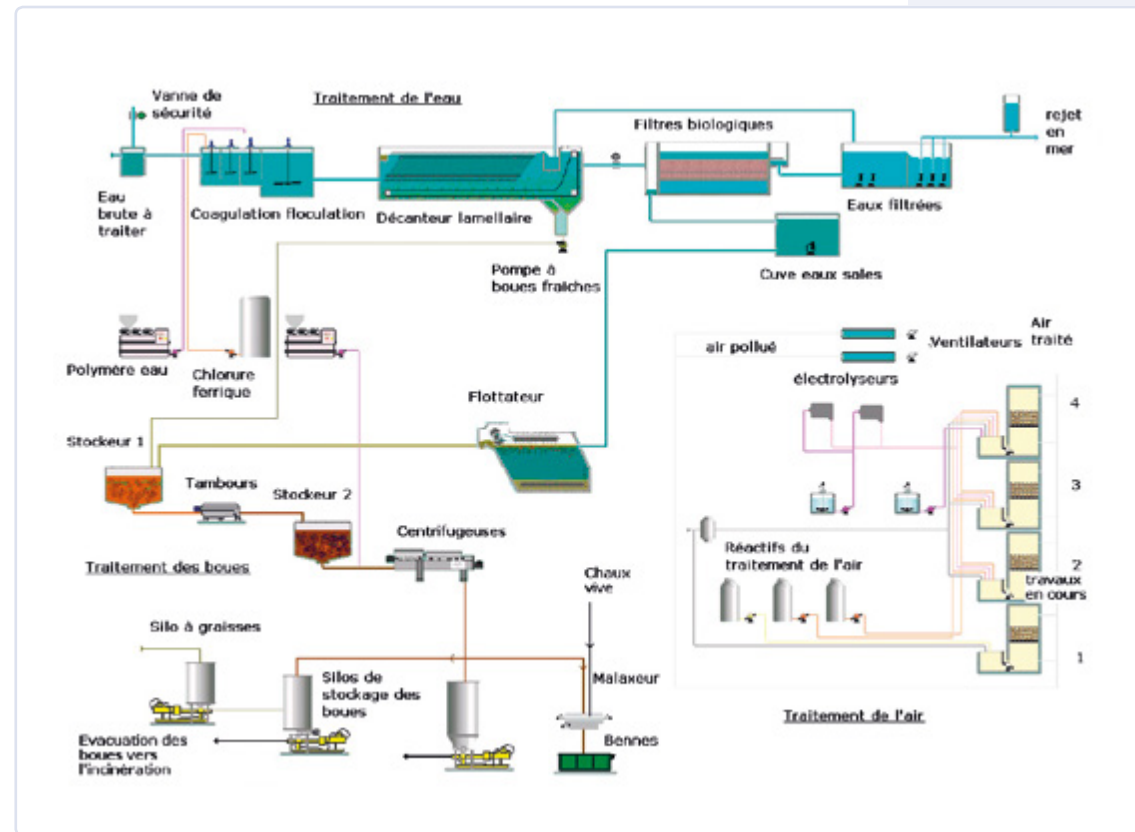 Vanne de
sécurité
Traitement de l'eau
Filtres biologiques
rejet
en
mer
Eau
brute à
traiter
Coagulation floculation
Décanteur lamellaire
Eaux filtrées
Pompe à
boues fraiches
Cuve eaux sales
Polymère eau
Chlorure
ferrique
air pollué
Ventilateurs
Air
traité
électrolyseurs
Flottateur
4
Stockeur 1
Tambours
Stockeur 2
3
Centrifugeuses
Traitement des boues
Réactifs du
traitement de l'air
2
travaux
en cours
Chaux
vive
Silo à graisses
Silos de
stockage des
boues
Malaxeur
1
Traitement de l'air
Evacuation des
boues vers
l'incinération
Bennes